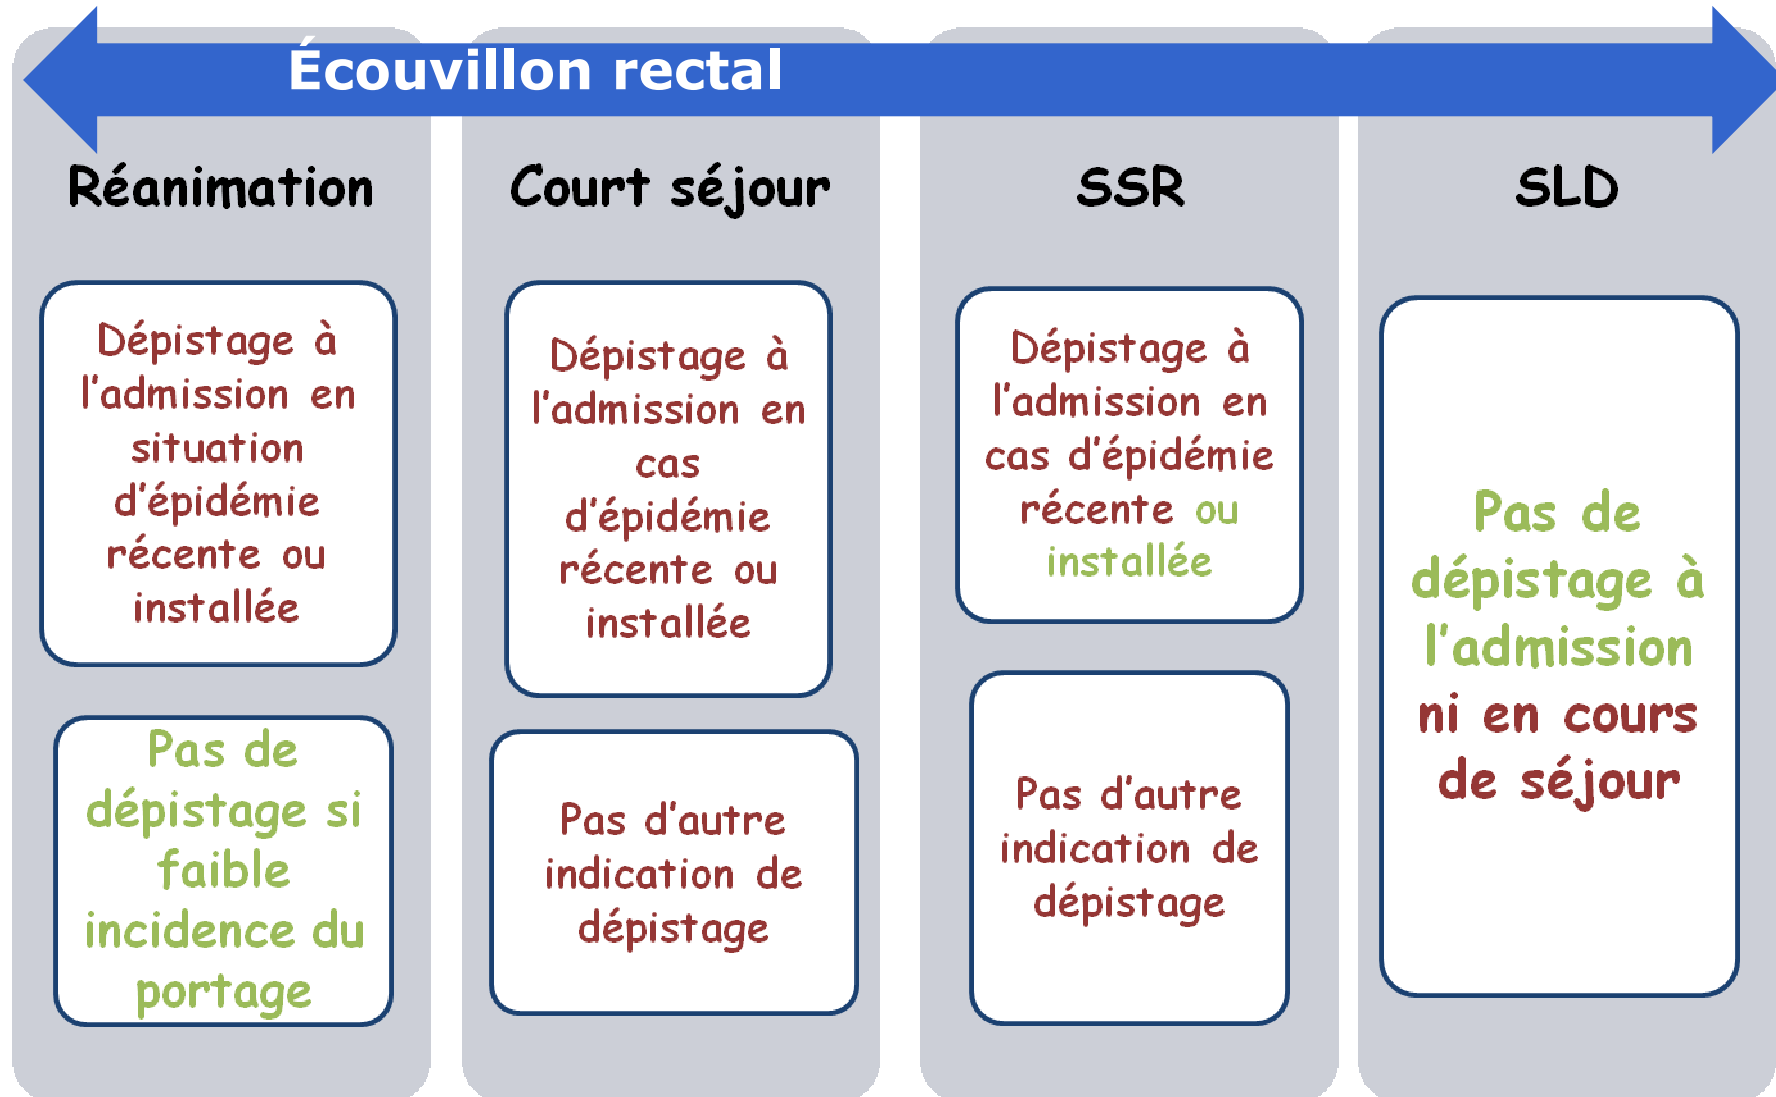 Écouvillon rectal
Réanimation
Dépistage à
l'admission en
situation
d'épidémie
récente ou
installée
Pas de
dépistage si
faible
incidence du
portage
Court séjour
Dépistage à
l'admission en
cas
d'épidémie
récente ou
installée
Pas d'autre
indication de
dépistage
SSR
Dépistage à
l'admission en
cas d'épidémie
récente ou
installée
Pas d'autre
indication de
dépistage
SLD
Pas de
dépistage à
l'admission
ni en cours
de séjour